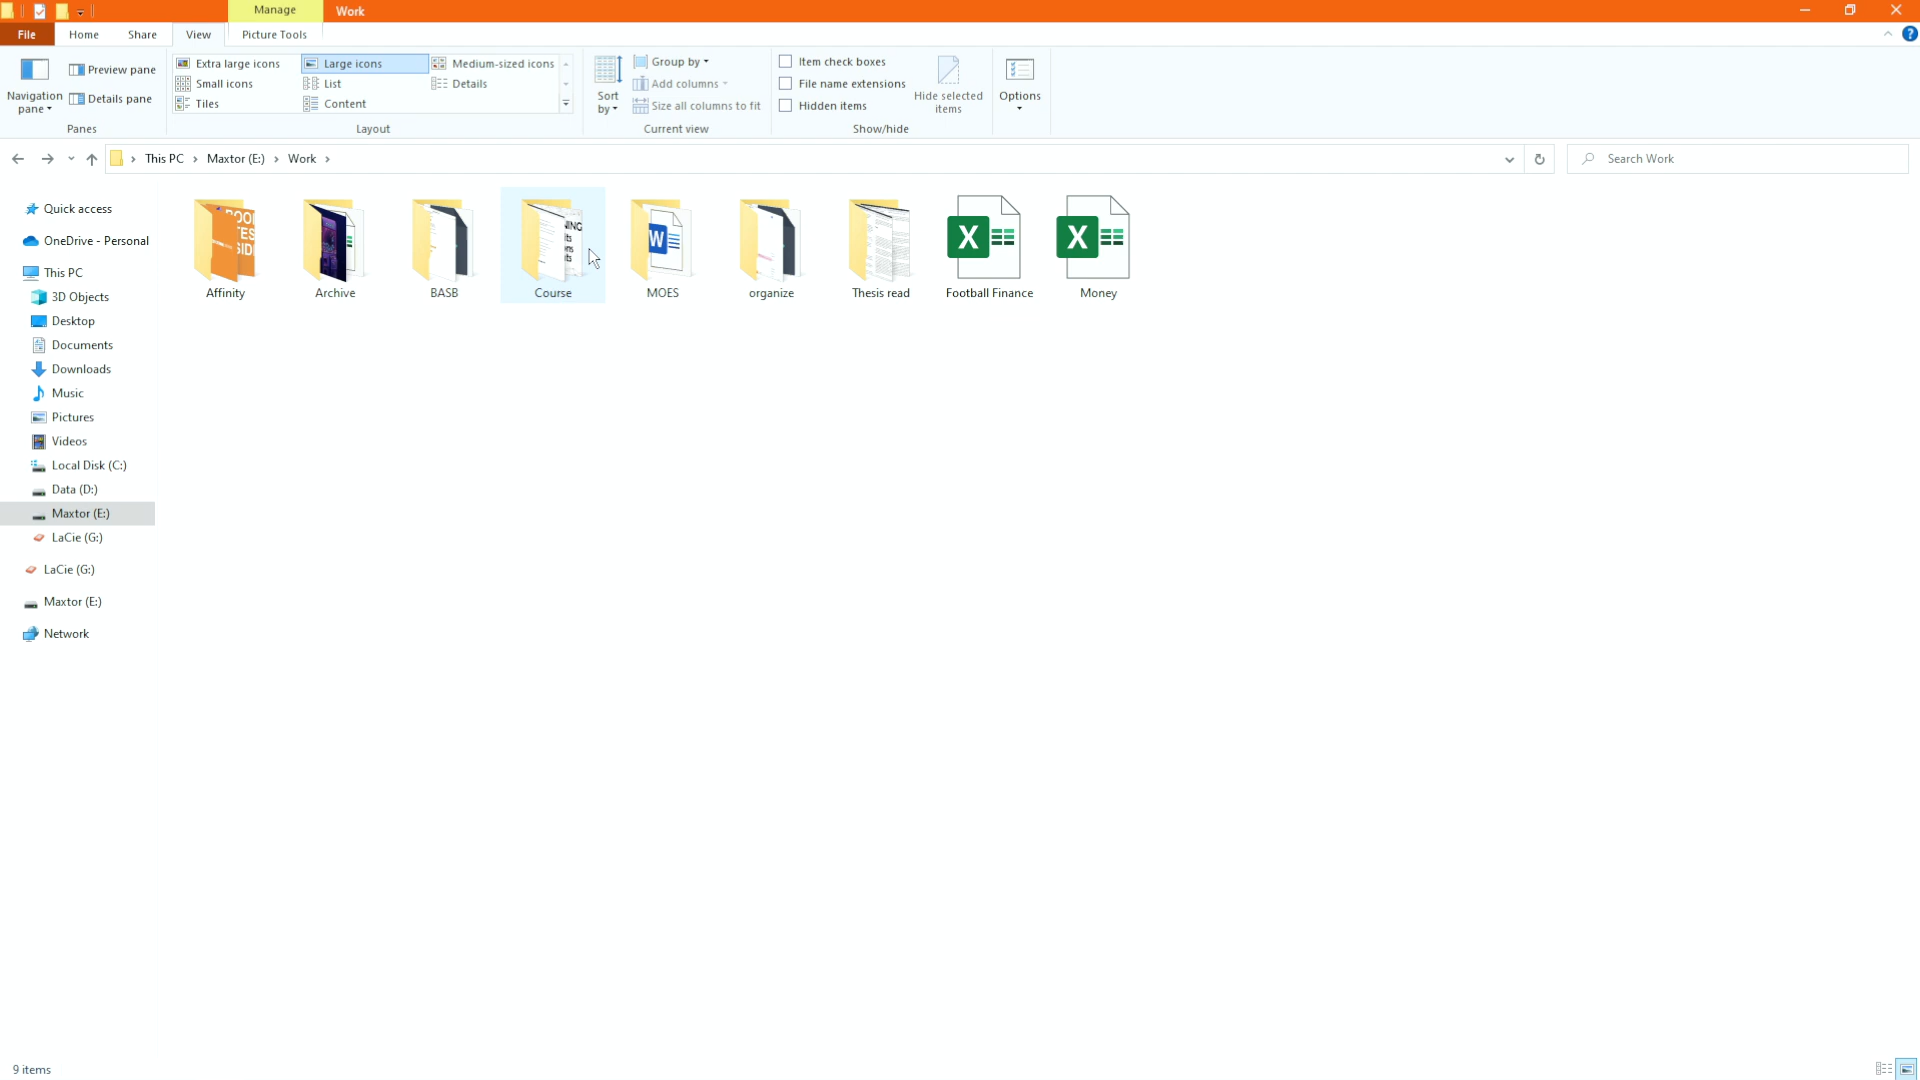 Manage
Work
File
Home
Share
View
Picture Tools
Navigation pane
Preview pane
Details pane
Panes
Extra large icons
Large icons
Medium-sized icons
Small icons
List
Details
Tiles
Content
Layout
Sort by
Group by
Add columns
Size all columns to fit
Current view
Item check boxes
File name extensions
Hidden items
Hide selected items
Show/hide
Options
This PC > Maxtor (E:) > Work >
Search Work
Quick access
OneDrive - Personal
This PC
3D Objects
Desktop
Documents
Downloads
Music
Pictures
Videos
Local Disk (C:)
Data (D:)
Maxtor (E:)
LaCie (G:)
LaCie (G:)
Maxtor (E:)
Network
Affinity
Archive
BASB
Course
MOES
organize
Thesis read
Football Finance
Money
9 items